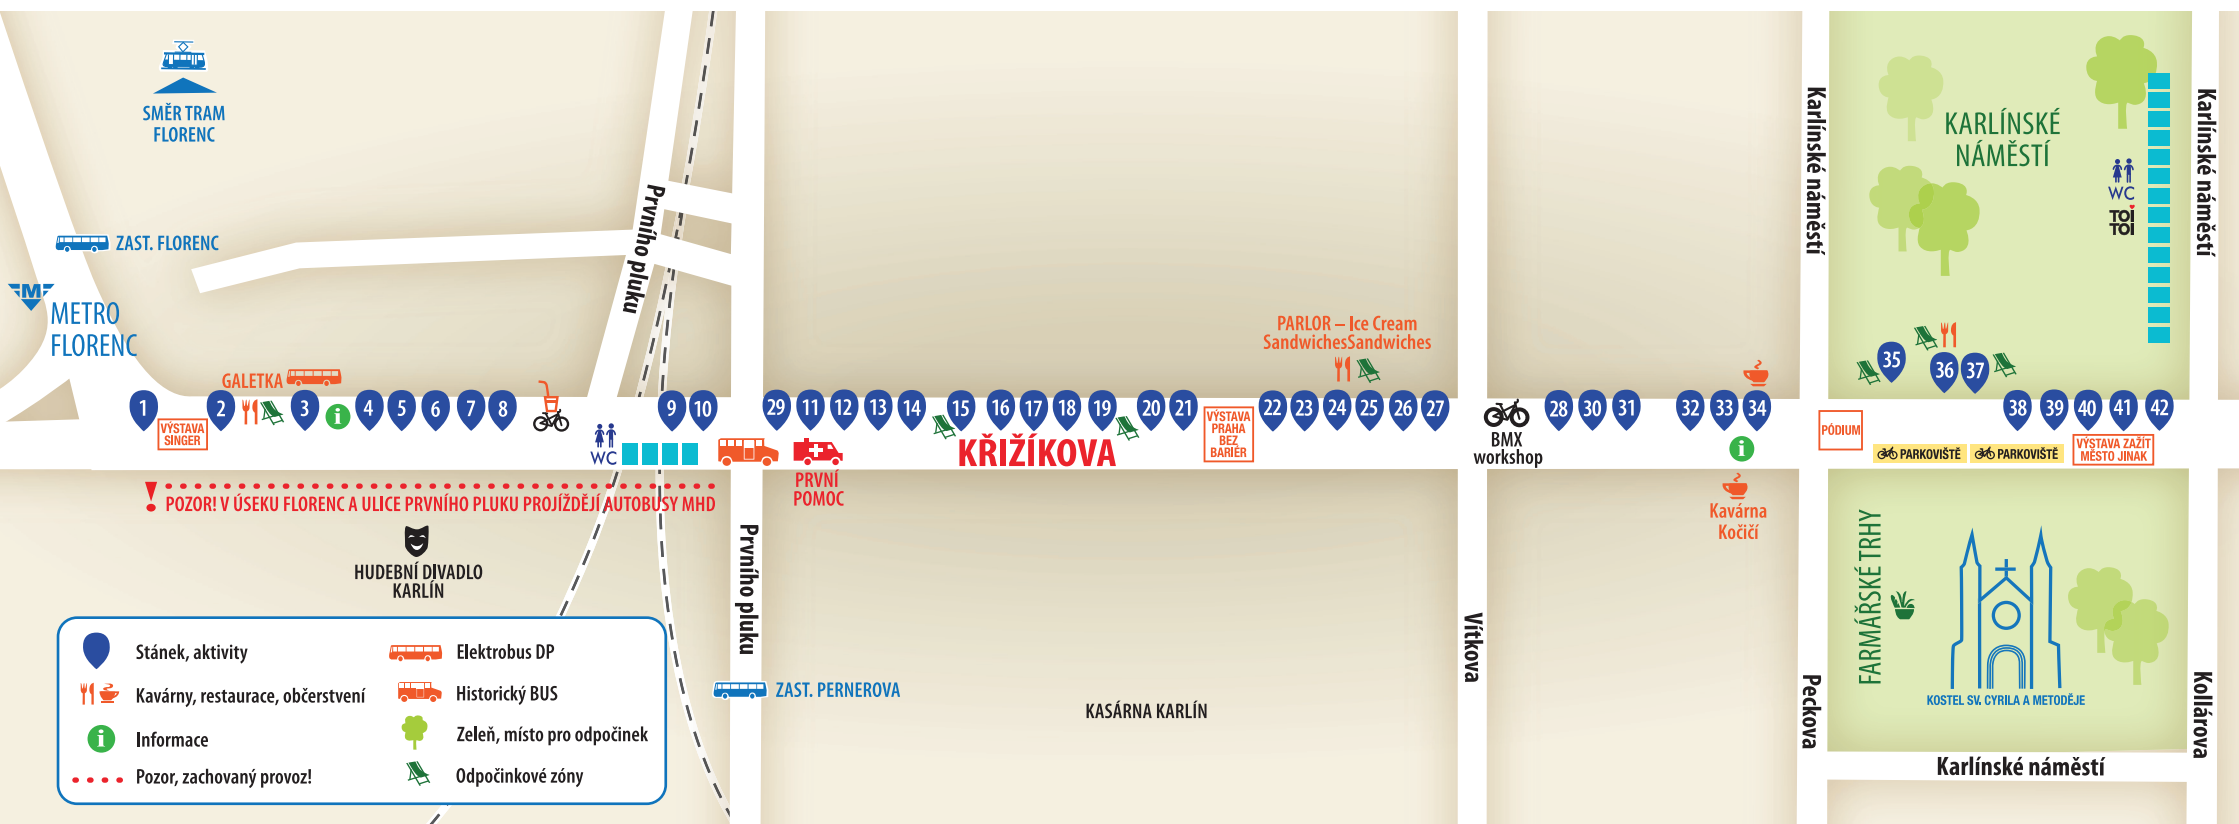 SMĚR TRAM
FLORENC
ZAST. FLORENC
M
METRO
FLORENC
Prvního pluku
GALETKA
1
2
3
i
4
5
6
7
8
9
10
29
11
12
13
14
15
16
17
18
19
20
21
22
23
24
25
26
27
28
30
31
32
33
34
35
36
37
38
39
40
41
42
VÝSTAVA
SINGER
WC
PRVNÍ
POMOC
KŘIŽÍKOVA
VÝSTAVA
PRAHA
BEZ
BARIÉR
PARLOR – Ice Cream
SandwichesSandwiches
BMX
workshop
i
Kavárna
Kočičí
PÓDIUM
PARKOVIŠTĚ
PARKOVIŠTĚ
VÝSTAVA ZAŽÍT
MĚSTO JINAK
Karlínské náměstí
KARLÍNSKÉ
NÁMĚSTÍ
WC
TOI
TOI
Karlínské náměstí
! POZOR! V ÚSEKU FLORENC A ULICE PRVNÍHO PLUKU PROJÍŽDĚJÍ AUTOBUSY MHD
HUDEBNÍ DIVADLO
KARLÍN
Prvního pluku
ZAST. PERNEROVA
KASÁRNA KARLÍN
Vítkova
Peckova
FARMÁŘSKÉ TRHY
KOSTEL SV. CYRILA A METODĚJE
Kollárova
Karlínské náměstí
Stánek, aktivity
Kavárny, restaurace, občerstvení
i
Informace
Pozor, zachovaný provoz!
Elektrobus DP
Historický BUS
Zeleň, místo pro odpočinek
Odpočinkové zóny